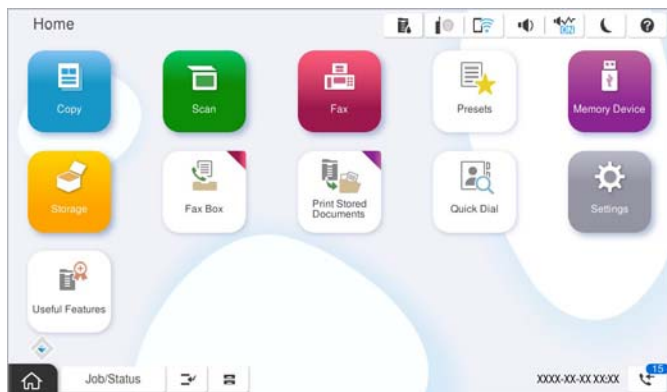 Home
ON
Copy
Scan
Fax
Presets
Memory Device
Storage
Fax Box
Print Stored
Documents
Quick Dial
Settings
Useful Features
Job/Status
XXXX-XX-XX XX:XX
15